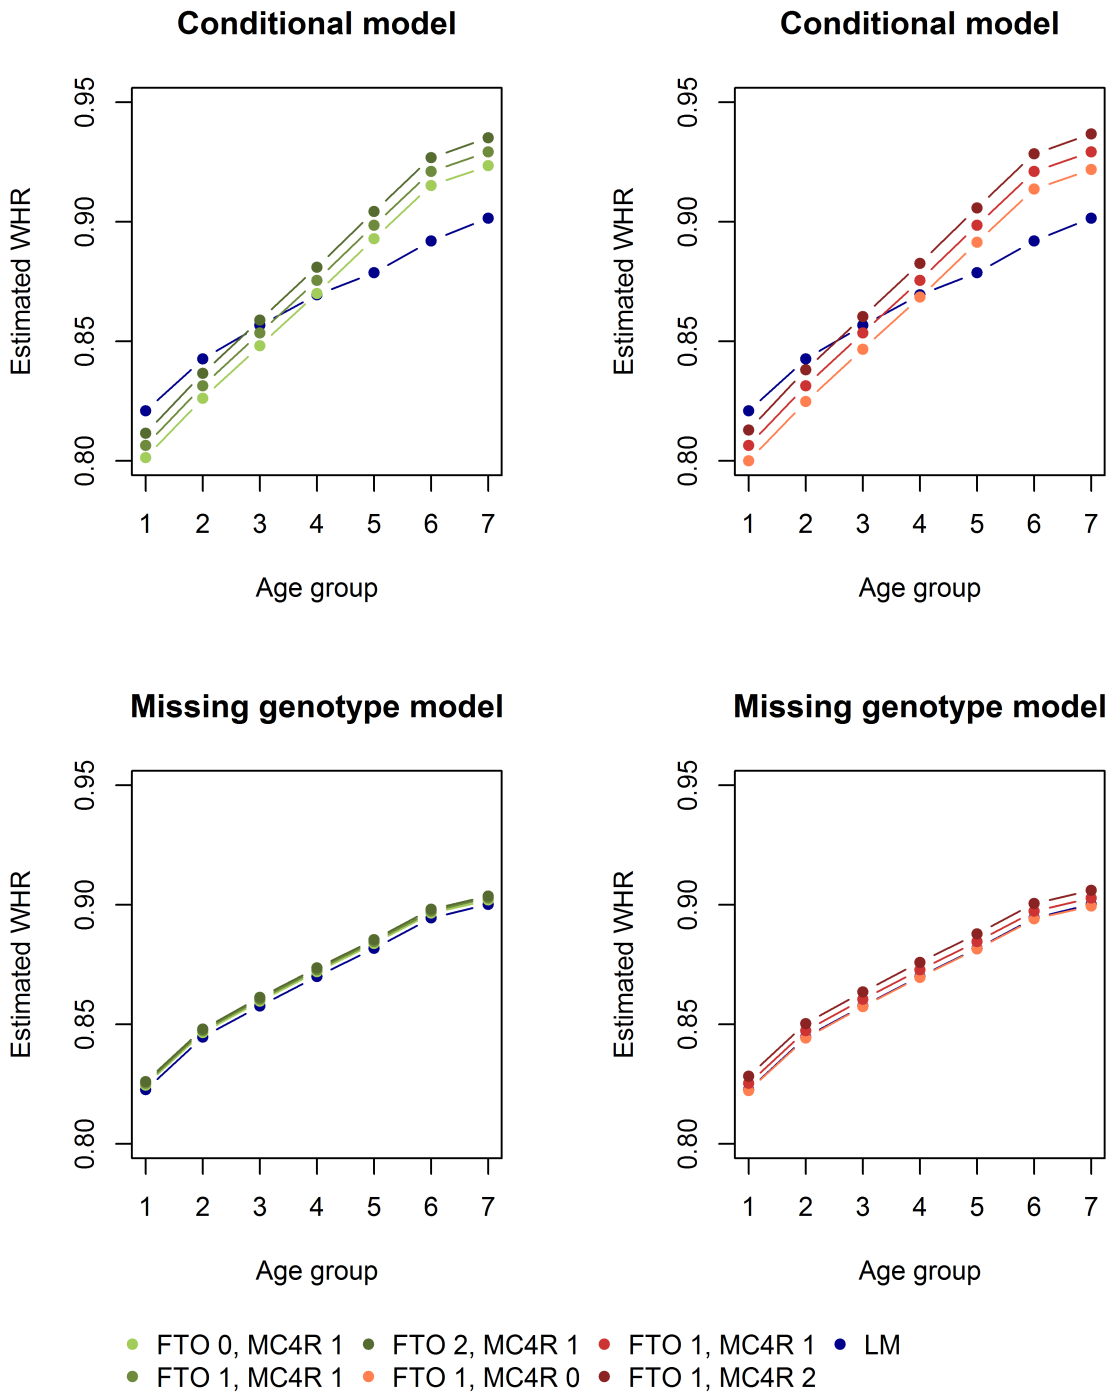 Conditional model
Estimated WHR
0.95
0.90
0.85
0.80
1 2 3 4 5 6 7
Age group
Conditional model
Estimated WHR
0.95
0.90
0.85
0.80
1 2 3 4 5 6 7
Age group
Missing genotype model
Estimated WHR
0.95
0.90
0.85
0.80
1 2 3 4 5 6 7
Age group
Missing genotype model
Estimated WHR
0.95
0.90
0.85
0.80
1 2 3 4 5 6 7
Age group
FTO 0, MC4R 1 FTO 2, MC4R 1 FTO 1, MC4R 1 LM
FTO 1, MC4R 1 FTO 1, MC4R 0 FTO 1, MC4R 2